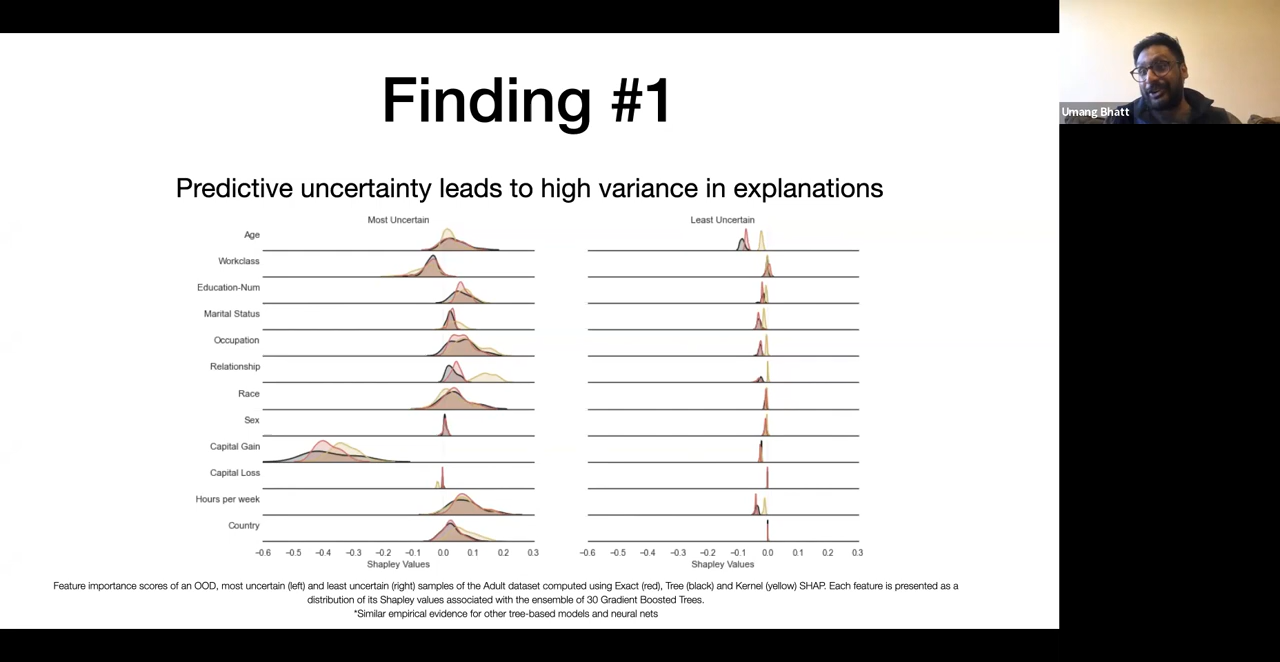 Finding #1
Umang Bhatt
Predictive uncertainty leads to high variance in explanations
Most Uncertain
Least Uncertain
Age
Workclass
Education-Num
Marital Status
Occupation
Relationship
Race
Sex
Capital Gain
Capital Loss
Hours per week
Country
−0.6 −0.5 −0.4 −0.3 −0.2 −0.1 0.0 0.1 0.2 0.3
−0.6 −0.5 −0.4 −0.3 −0.2 −0.1 0.0 0.1 0.2 0.3
Shapley Values
Shapley Values
Feature importance scores of an OOD, most uncertain (left) and least uncertain (right) samples of the Adult dataset computed using Exact (red), Tree (black) and Kernel (yellow) SHAP. Each feature is presented as a
distribution of its Shapley values associated with the ensemble of 30 Gradient Boosted Trees.
*Similar empirical evidence for other tree-based models and neural nets